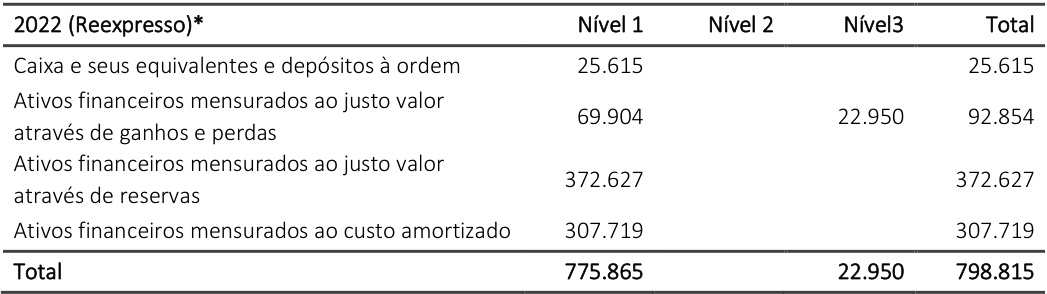 2022 (Reexpresso)* Nível 1 Nível 2 Nível3 Total
Caixa e seus equivalentes e depósitos à ordem 25.615 25.615
Ativos financeiros mensurados ao justo valor
através de ganhos e perdas 69.904 22.950 92.854
Ativos financeiros mensurados ao justo valor
através de reservas 372.627 372.627
Ativos financeiros mensurados ao custo amortizado 307.719 307.719
Total 775.865 22.950 798.815